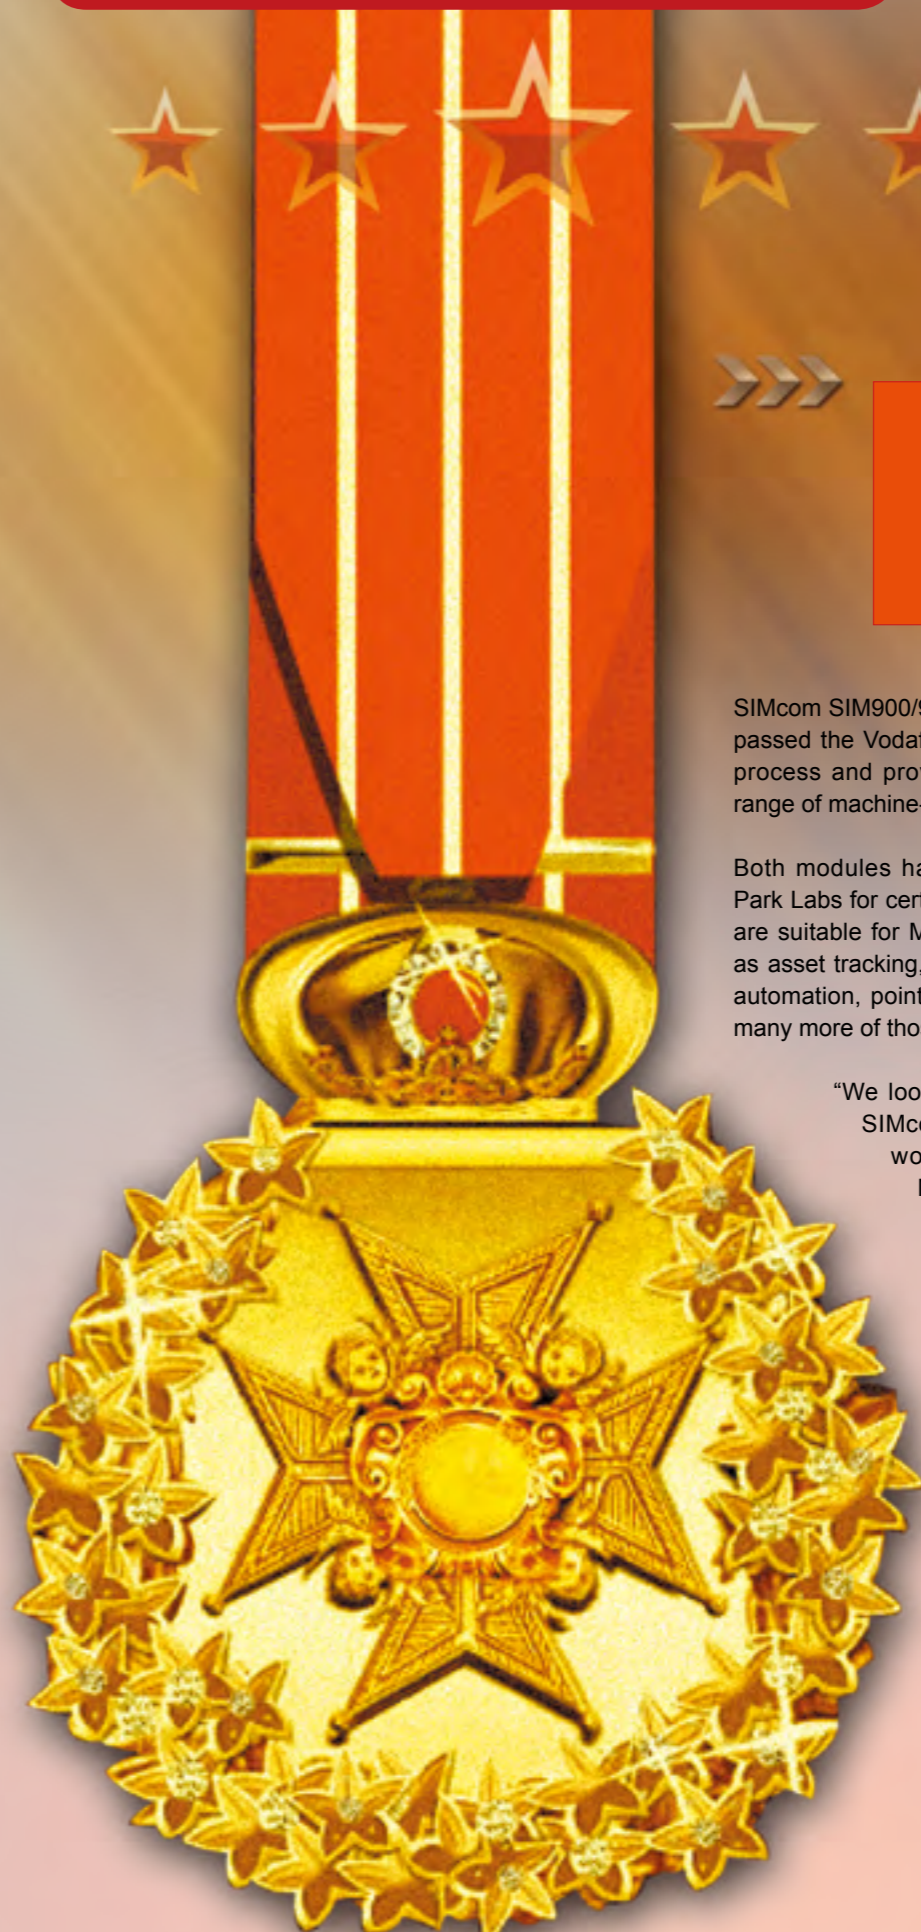 SIMcom SIM900/9
passed the Vodaf
process and prov
range of machine-
Both modules ha
Park Labs for cert
are suitable for M
as asset tracking,
automation, point
many more of tho
“We loo
SIMco
wo